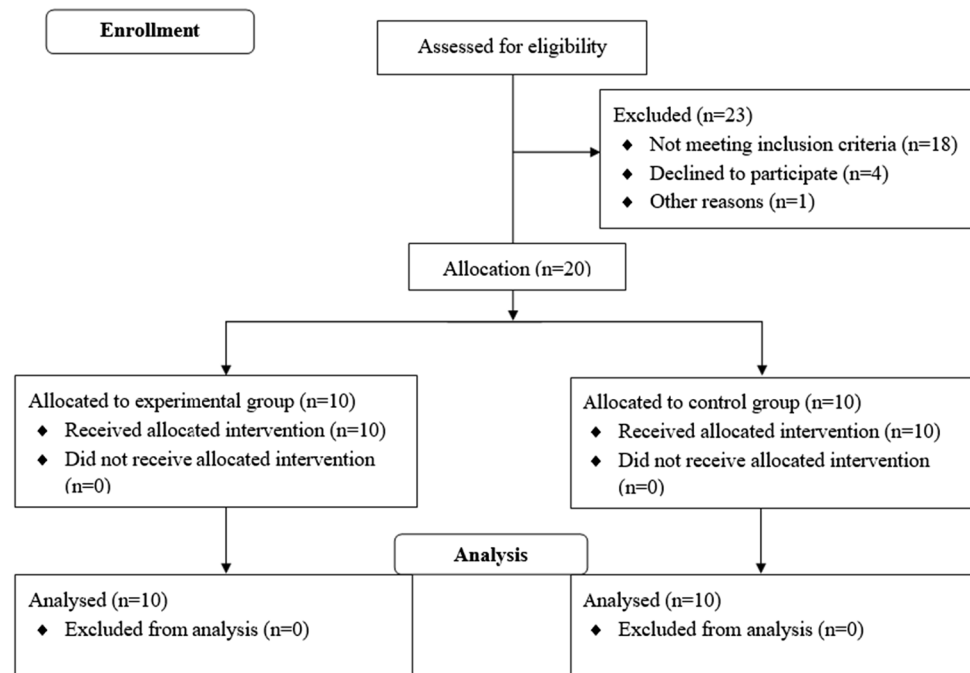 Enrollment
Assessed for eligibility
Excluded (n=23)
◆ Not meeting inclusion criteria (n=18)
◆ Declined to participate (n=4)
◆ Other reasons (n=1)
Allocation (n=20)
Allocated to experimental group (n=10)
◆ Received allocated intervention (n=10)
◆ Did not receive allocated intervention
(n=0)
Allocated to control group (n=10)
◆ Received allocated intervention (n=10)
◆ Did not receive allocated intervention
(n=0)
Analysis
Analysed (n=10)
◆ Excluded from analysis (n=0)
Analysed (n=10)
◆ Excluded from analysis (n=0)